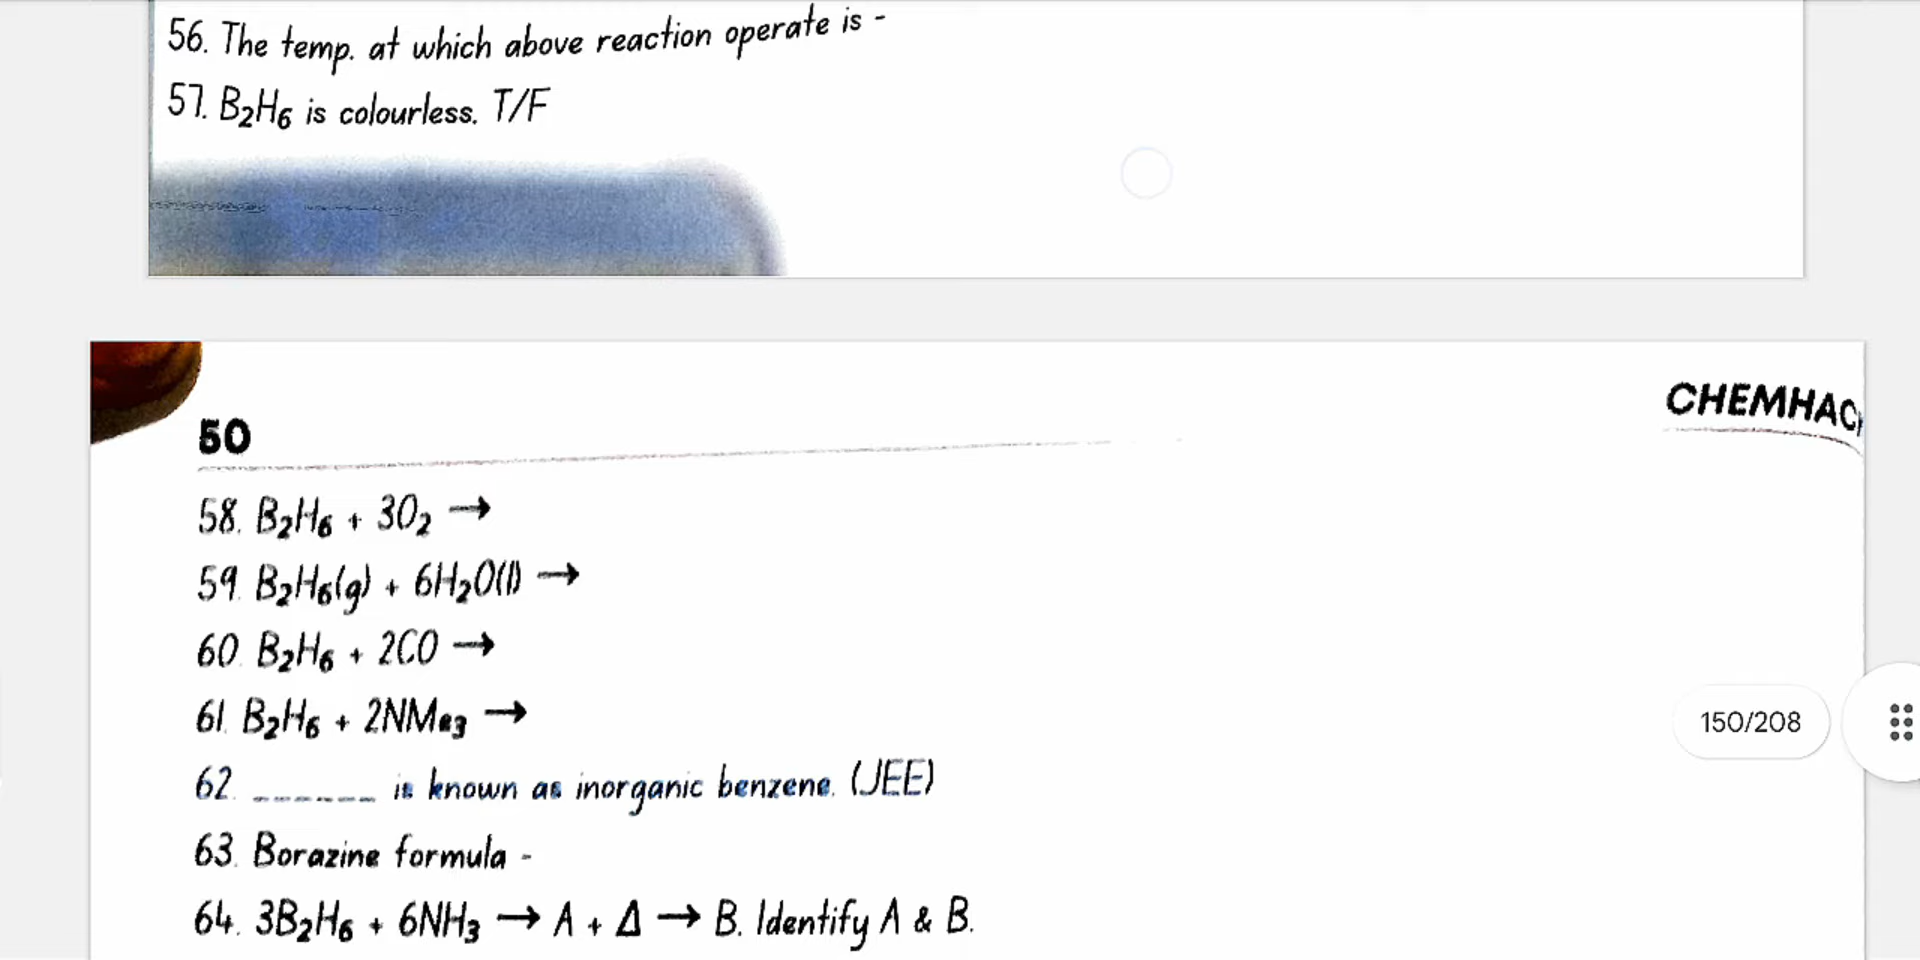 56. The temp. at which above reaction operate is -
57. B₂H₆ is colourless. T/F
50
CHEMHAC
58. B₂H₆ + 3O₂ →
59. B₂H₆(g) + 6H₂O(l) →
60. B₂H₆ + 2CO →
61. B₂H₆ + 2NMe₃ →
62. ______ is known as inorganic benzene. (JEE)
63. Borazine formula -
150/208
64. 3B₂H₆ + 6NH₃ → A + Δ → B. Identify A & B.